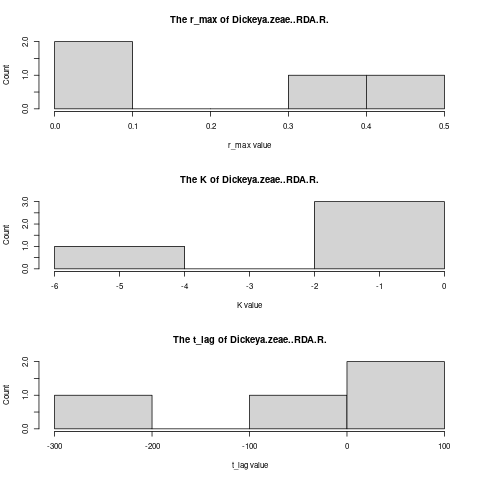 The r_max of Dickeya.zeae..RDA.R.
2.0
1.0
0.0
Count
0.0 0.1 0.2 0.3 0.4 0.5
r_max value
The K of Dickeya.zeae..RDA.R.
3.0
2.0
1.0
0.0
Count
-6 -5 -4 -3 -2 -1 0
K value
The t_lag of Dickeya.zeae..RDA.R.
2.0
1.0
0.0
Count
-300 -200 -100 0 100
t_lag value